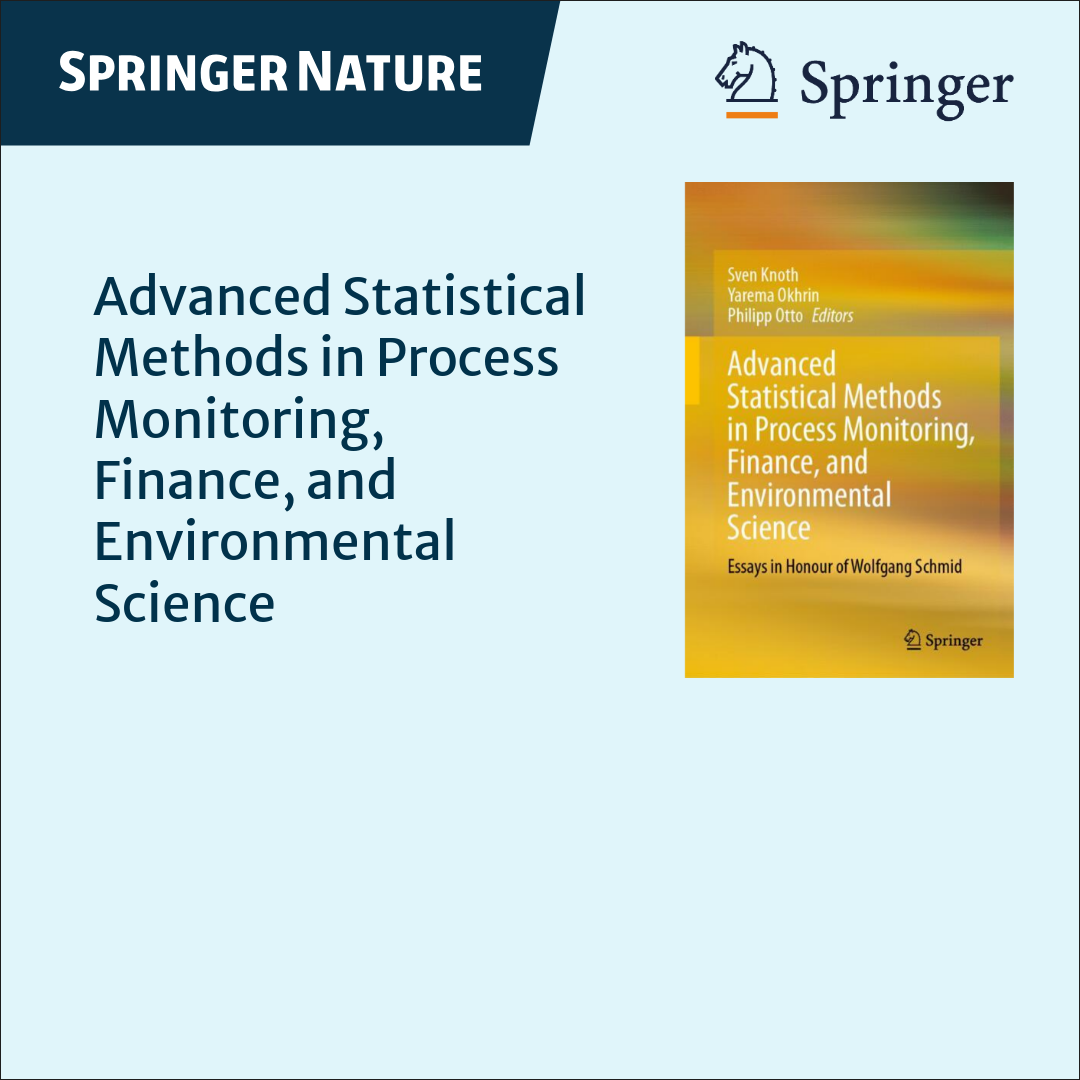 SPRINGER NATURE
Springer
Advanced Statistical
Methods in Process
Monitoring,
Finance, and
Environmental
Science
Sven Knoth
Yarema Okhrin
Philipp Otto Editors
Advanced
Statistical Methods
in Process Monitoring,
Finance, and
Environmental
Science
Essays in Honour of Wolfgang Schmid
Springer